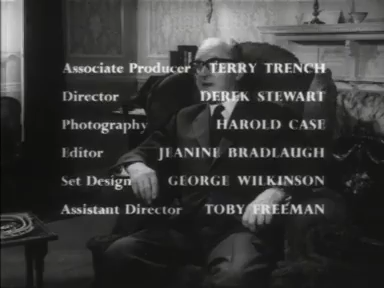 Associate Producer TERRY TRENCH
Director DEREK STEWART
Photography HAROLD CASE
Editor JEANINE BRADLAUGH
Set Design GEORGE WILKINSON
Assistant Director TOBY FREEMAN